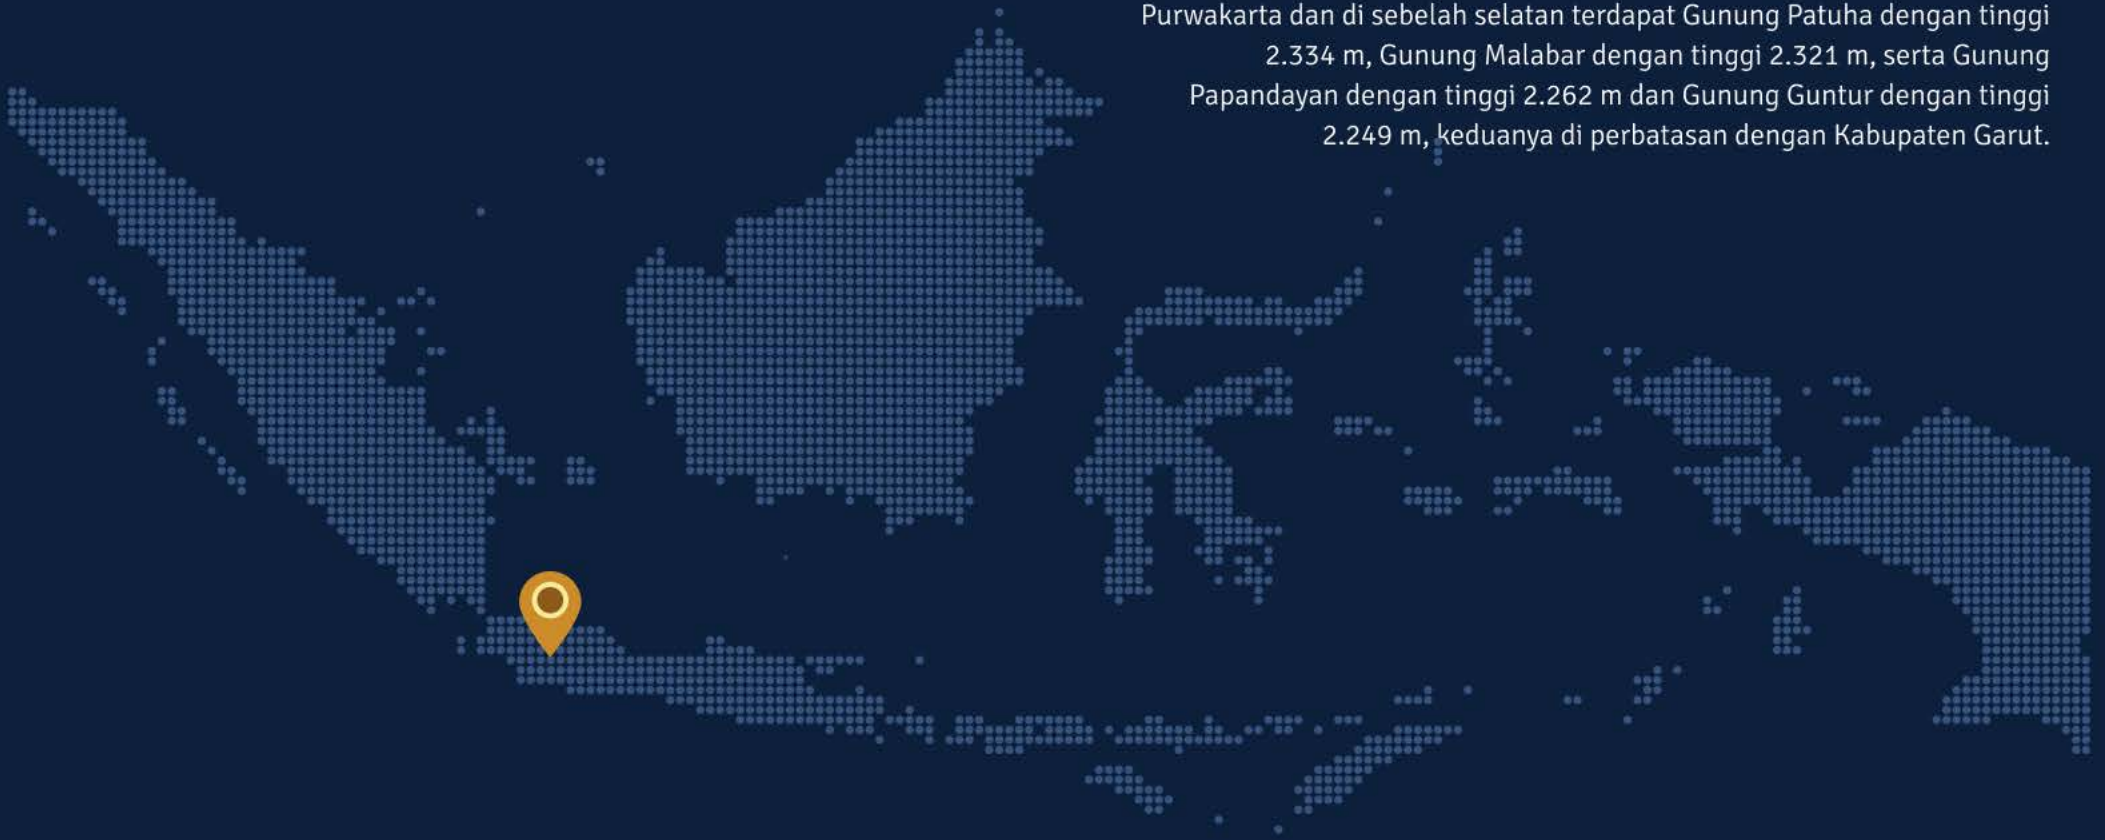 Purwakarta dan di sebelah selatan terdapat Gunung Patuha dengan tinggi
2.334 m, Gunung Malabar dengan tinggi 2.321 m, serta Gunung
Papandayan dengan tinggi 2.262 m dan Gunung Guntur dengan tinggi
2.249 m, keduanya di perbatasan dengan Kabupaten Garut.